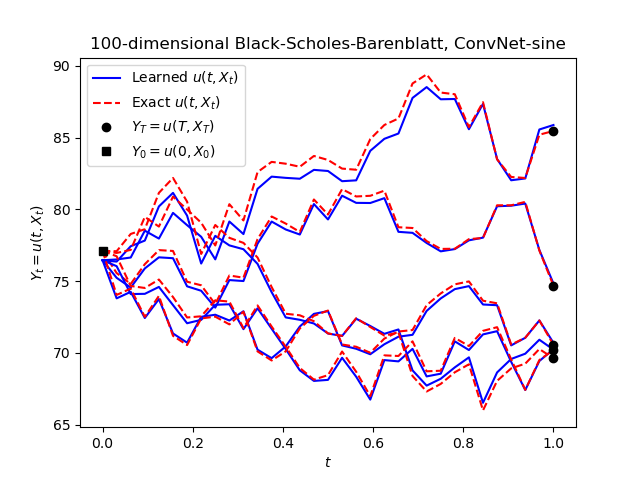 100-dimensional Black-Scholes-Barenblatt, ConvNet-sine
Learned u(t, X_t)
Exact u(t, X_t)
Y_T = u(T, X_T)
Y_0 = u(0, X_0)
Y_t = u(t, X_t)
90
85
80
75
70
65
0.0 0.2 0.4 0.6 0.8 1.0
t